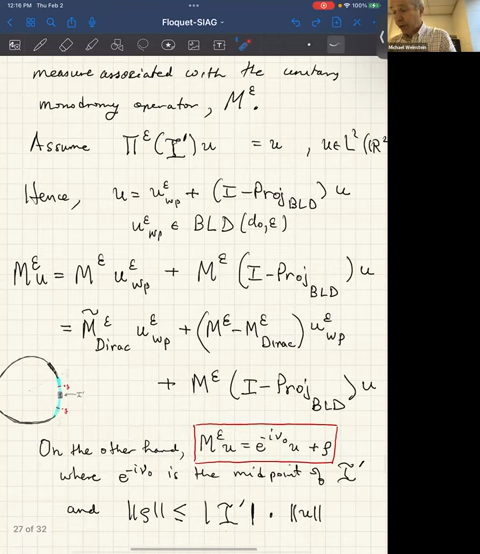 12:16 PM Thu Feb 2
78%
Floquet-SIAG
Michael Weinstein
measure associated with the unitary
monodromy operator, M^ε.
Assume Π^ε(I')u = u, u∈L²(ℝ²
Hence, u = u^ε_wp + (I-Proj_BLD)u
u^ε_wp ∈ BLD(d₀,ε)
M^ε u = M^ε u^ε_wp + M^ε(I-Proj_BLD)u
= M̃^ε_Dirac u^ε_wp + (M^ε-M^ε_Dirac)u^ε_wp
+ M^ε(I-Proj_BLD)u
I'
On the other hand, M^ε u = e^{-iν₀}u + ρ
where e^{-iν₀} is the midpoint of I'
and ||ρ|| ≤ |I'| · ||u||
27 of 32